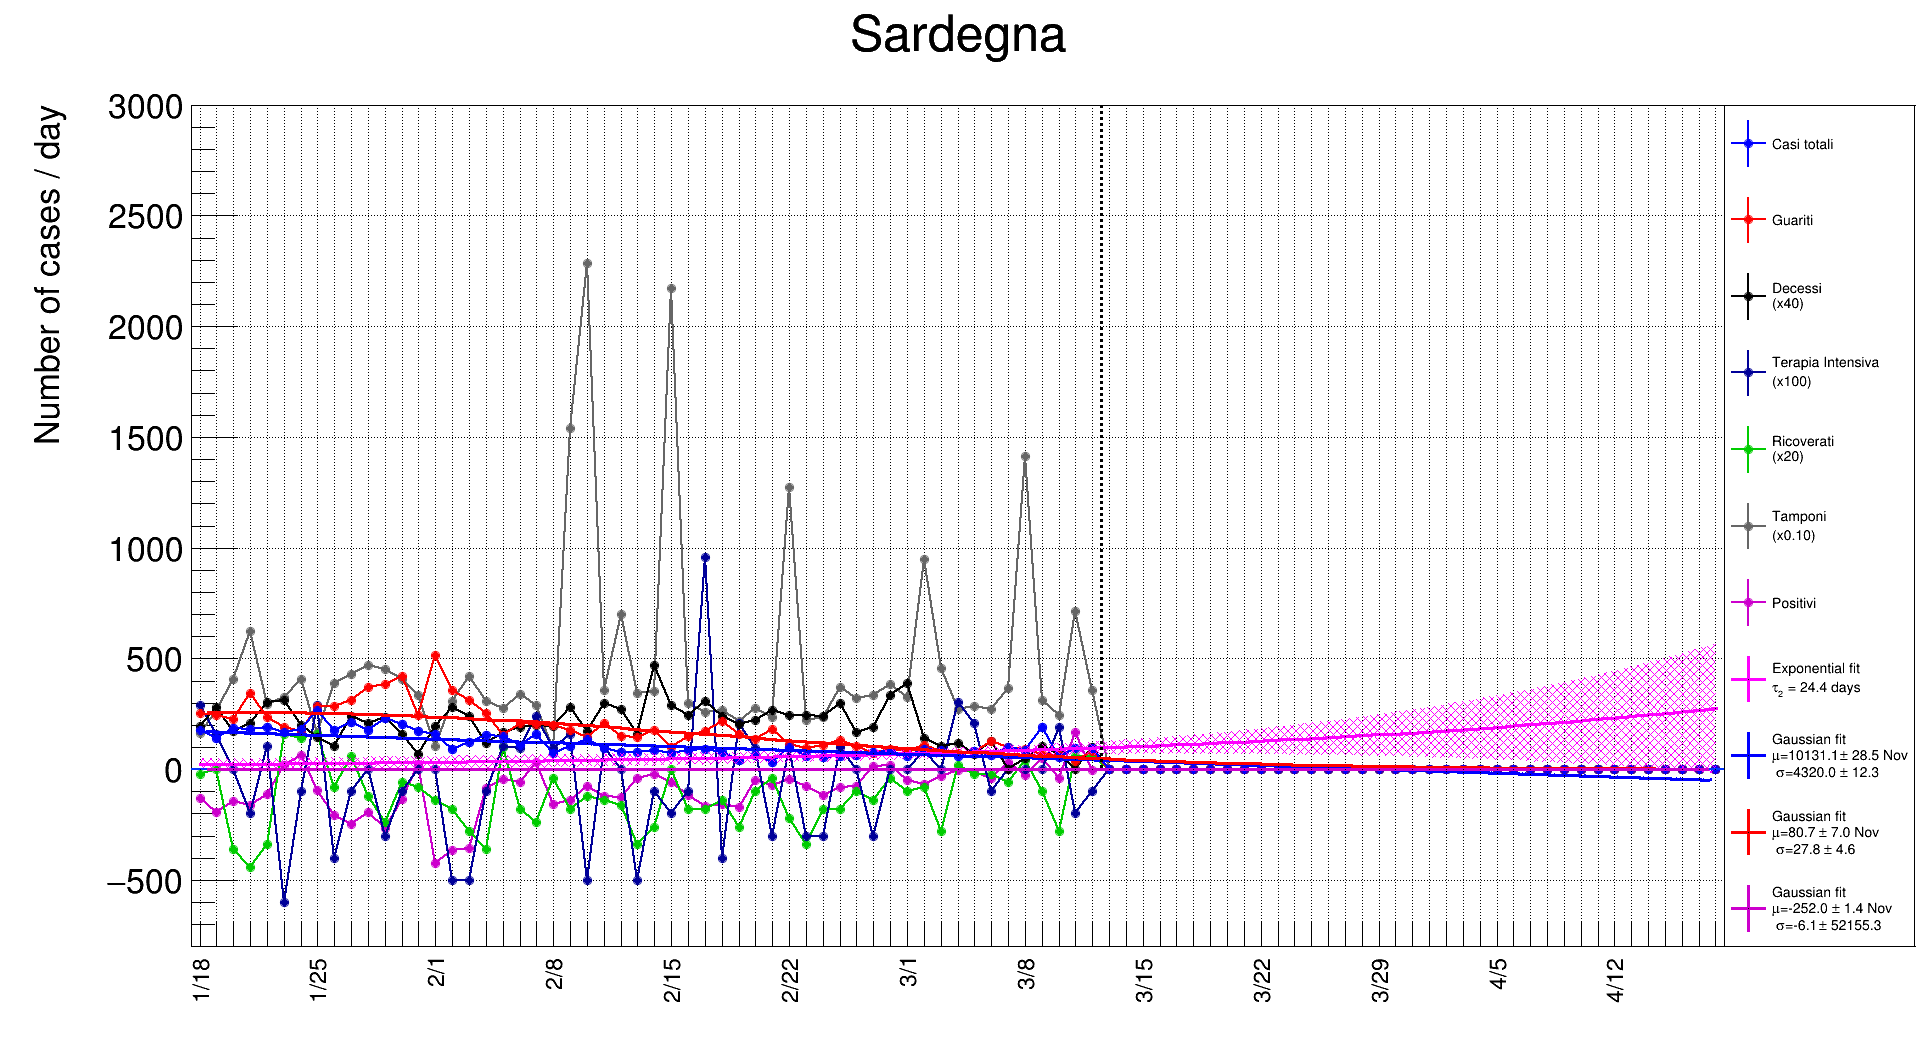 Sardegna
Number of cases / day
3000
2500
2000
1500
1000
500
0
−500
1/18
1/25
2/1
2/8
2/15
2/22
3/1
3/8
3/15
3/22
3/29
4/5
4/12
Casi totali
Guariti
Decessi
(x40)
Terapia Intensiva
(x100)
Ricoverati
(x20)
Tamponi
(x0.10)
Positivi
Exponential fit
τ₂ = 24.4 days
Gaussian fit
μ=10131.1± 28.5 Nov
σ=4320.0 ± 12.3
Gaussian fit
μ=80.7 ± 7.0 Nov
σ=27.8 ± 4.6
Gaussian fit
μ=-252.0 ± 1.4 Nov
σ=-6.1± 52155.3